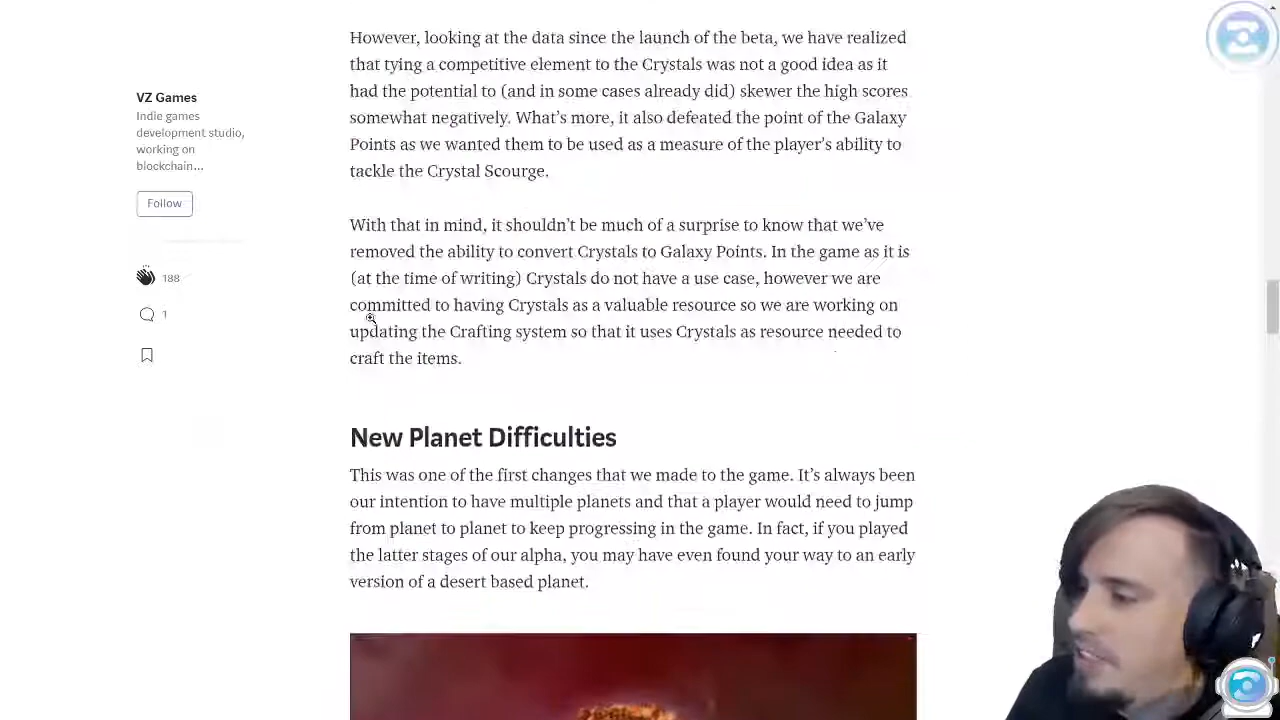 However, looking at the data since the launch of the beta, we have realized
that tying a competitive element to the Crystals was not a good idea as it
had the potential to (and in some cases already did) skewer the high scores
somewhat negatively. What's more, it also defeated the point of the Galaxy
Points as we wanted them to be used as a measure of the player's ability to
tackle the Crystal Scourge.
VZ Games
Indie games
development studio,
working on
blockchain...
Follow
188
1
With that in mind, it shouldn't be much of a surprise to know that we've
removed the ability to convert Crystals to Galaxy Points. In the game as it is
(at the time of writing) Crystals do not have a use case, however we are
committed to having Crystals as a valuable resource so we are working on
updating the Crafting system so that it uses Crystals as resource needed to
craft the items.
New Planet Difficulties
This was one of the first changes that we made to the game. It's always been
our intention to have multiple planets and that a player would need to jump
from planet to planet to keep progressing in the game. In fact, if you played
the latter stages of our alpha, you may have even found your way to an early
version of a desert based planet.